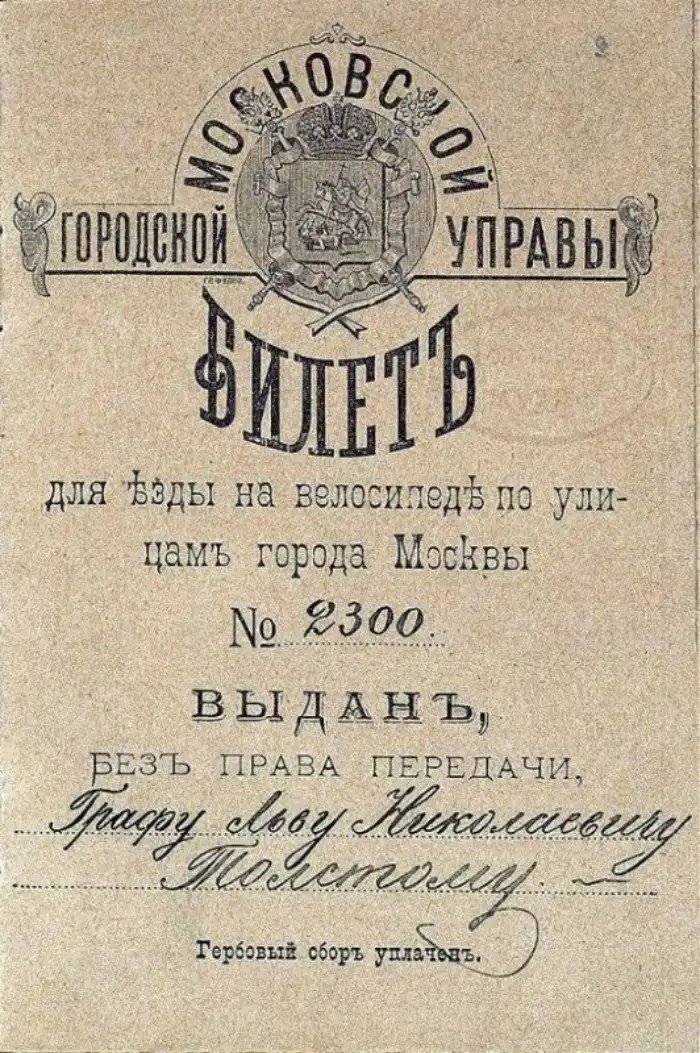 МОСКОВСКОЙ
ГОРОДСКОЙ УПРАВЫ
БИЛЕТЪ
для ѣзды на велосипедѣ по ули-
цамъ города Москвы
№ 2300.
ВЫДАНЪ,
БЕЗЪ ПРАВА ПЕРЕДАЧИ,
Графу Льву Николаевичу
Толстому. —
Гербовый сборъ уплаченъ.